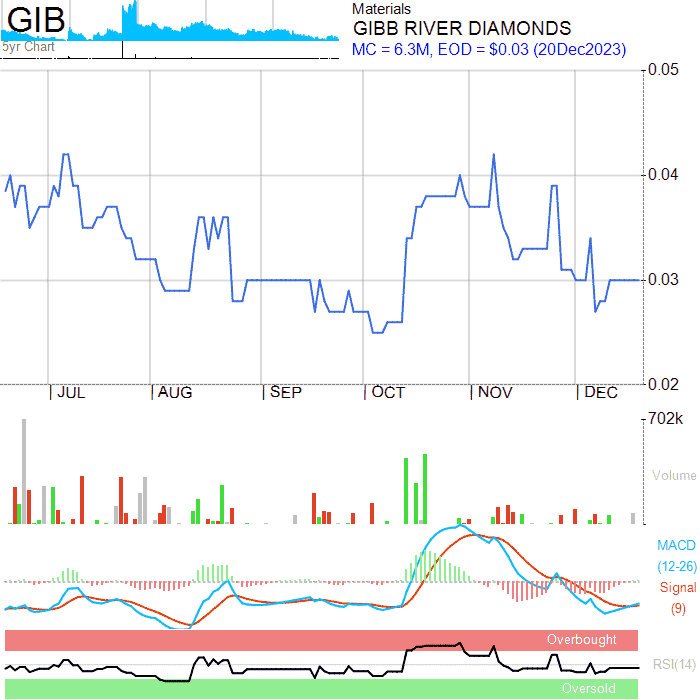 GIB
5yr Chart
Materials
GIBB RIVER DIAMONDS
MC = 6.3M, EOD = $0.03 (20Dec2023)
0.05
0.04
0.03
0.02
JUL AUG SEP OCT NOV DEC
702k
Volume
MACD
(12-26)
Signal
(9)
Overbought
RSI(14)
Oversold